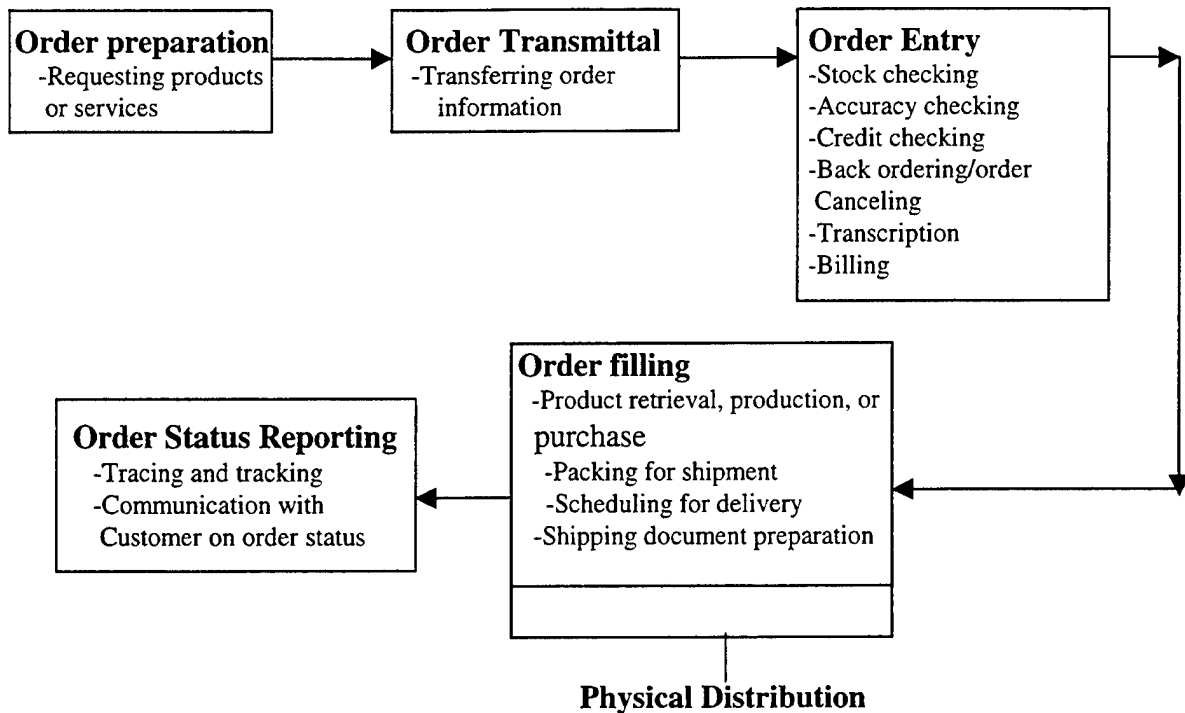 Order preparation
-Requesting products
or services
Order Transmittal
-Transferring order
information
Order Entry
-Stock checking
-Accuracy checking
-Credit checking
-Back ordering/order
Canceling
-Transcription
-Billing
Order filling
-Product retrieval, production, or
purchase
-Packing for shipment
-Scheduling for delivery
-Shipping document preparation
Order Status Reporting
-Tracing and tracking
-Communication with
Customer on order status
Physical Distribution